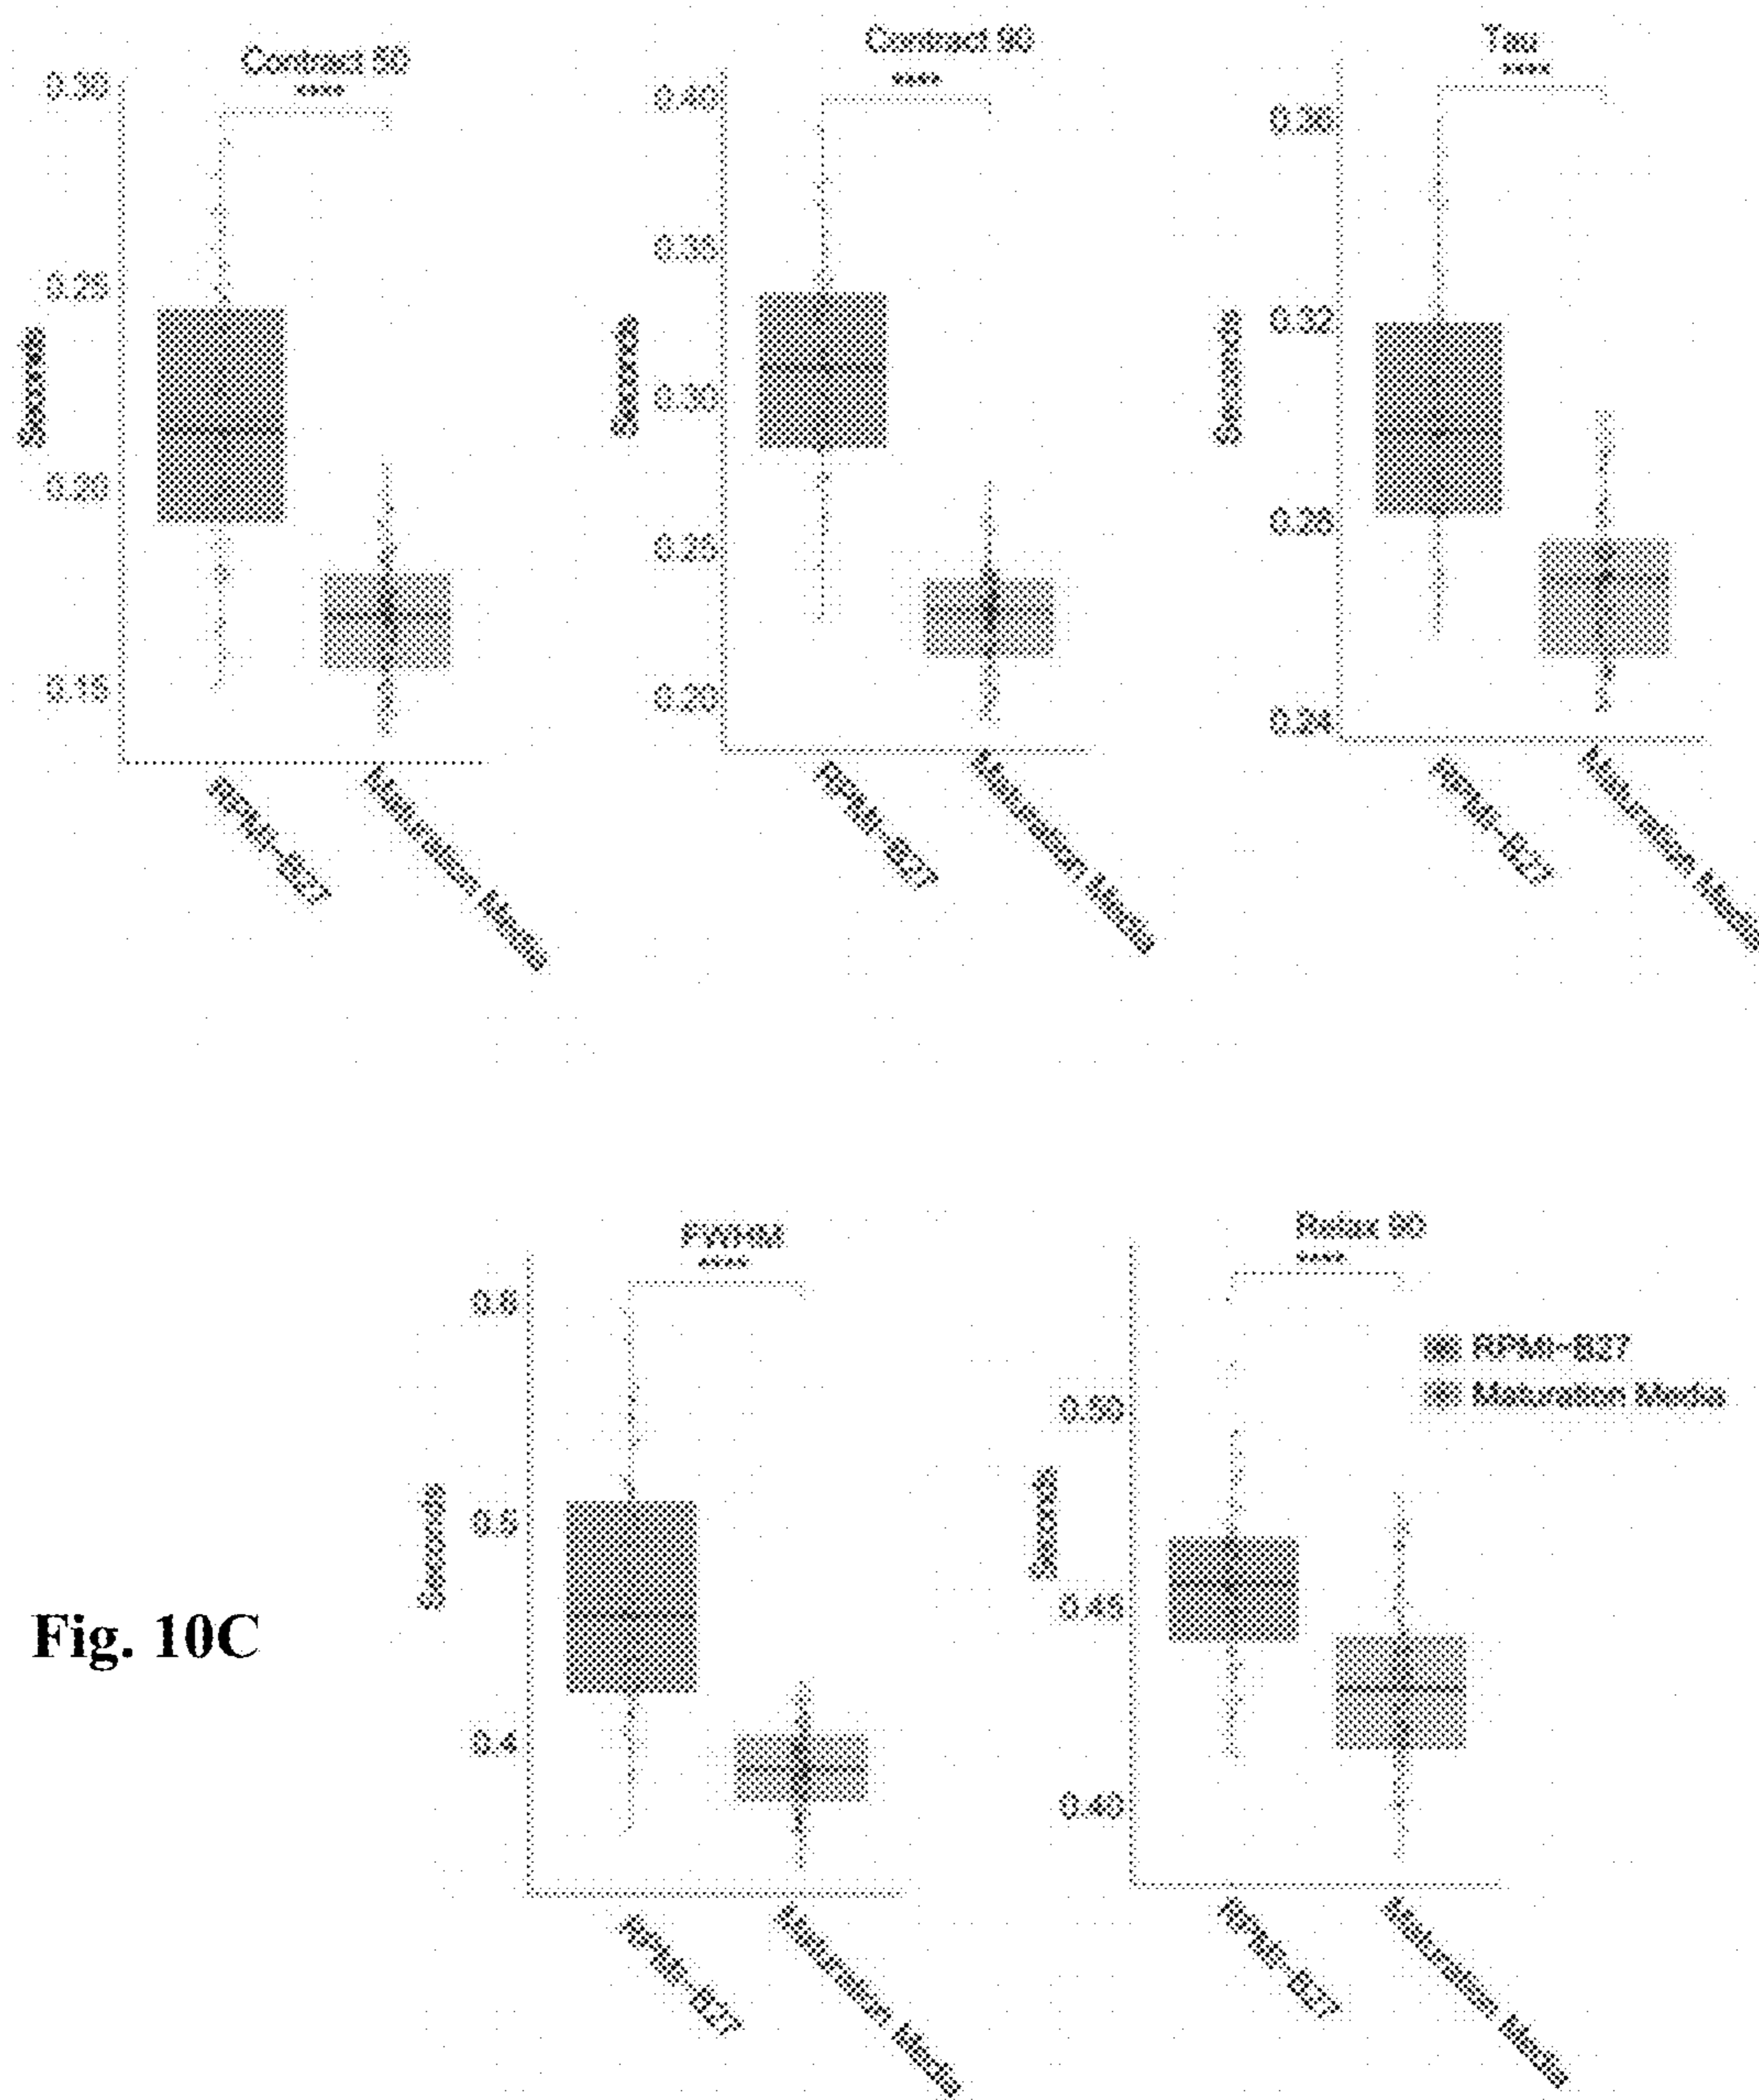 Contract 50
****
0.30
0.25
0.20
0.15
Seconds
RPMI-B27
Maturation Media
Contract 90
****
0.40
0.35
0.30
0.25
0.20
Seconds
RPMI-B27
Maturation Media
Tau
****
0.36
0.32
0.28
0.24
Seconds
RPMI-B27
Maturation Media
FWHM
****
0.6
0.5
0.4
Seconds
RPMI-B27
Maturation Media
Relax 90
****
0.50
0.45
0.40
Seconds
RPMI-B27
Maturation Media
RPMI-B27
Maturation Media
Fig. 10C